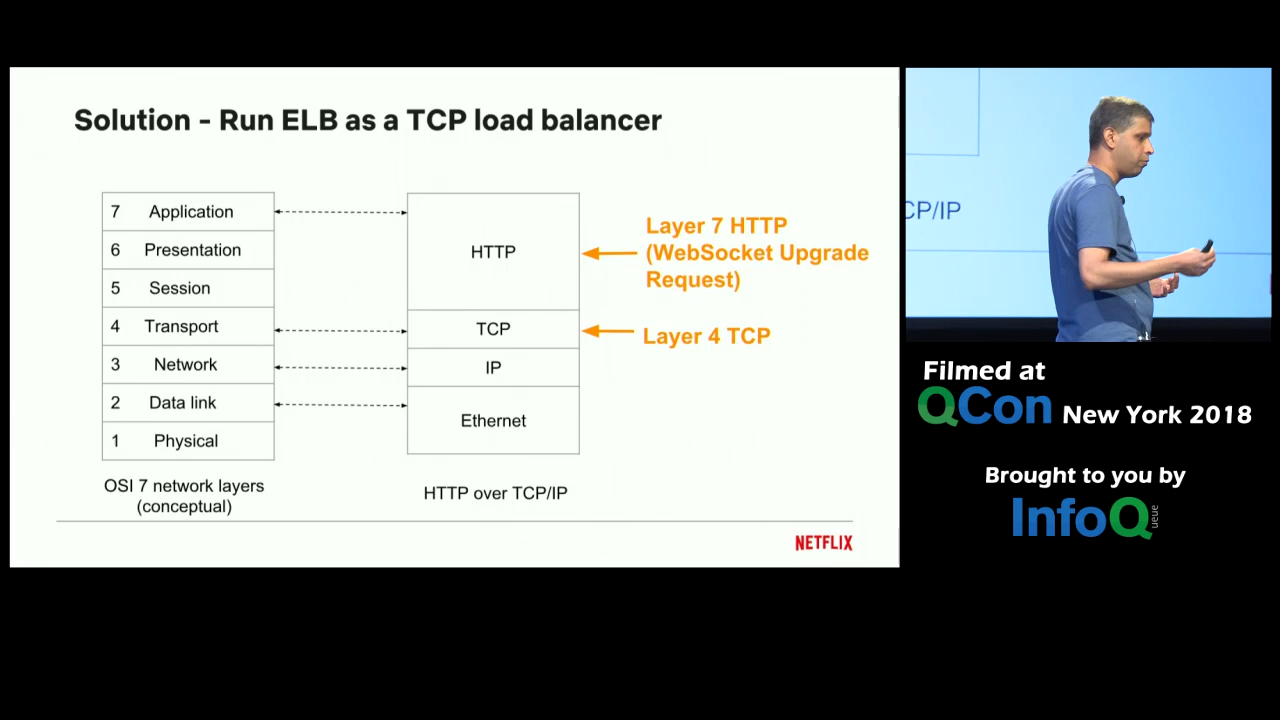 Solution - Run ELB as a TCP load balancer
7 Application
6 Presentation
5 Session
4 Transport
3 Network
2 Data link
1 Physical
OSI 7 network layers
(conceptual)
HTTP
TCP
IP
Ethernet
HTTP over TCP/IP
Layer 7 HTTP
(WebSocket Upgrade
Request)
Layer 4 TCP
NETFLIX
CP/IP
Filmed at
QCon New York 2018
Brought to you by
InfoQueue